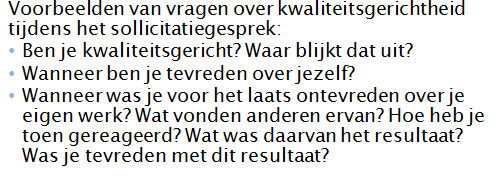 Voorbeelden van vragen over kwaliteitsgerichtheid
tijdens het sollicitatiegesprek:
• Ben je kwaliteitsgericht? Waar blijkt dat uit?
• Wanneer ben je tevreden over jezelf?
• Wanneer was je voor het laats ontevreden over je
eigen werk? Wat vonden anderen ervan? Hoe heb je
toen gereageerd? Wat was daarvan het resultaat?
Was je tevreden met dit resultaat?